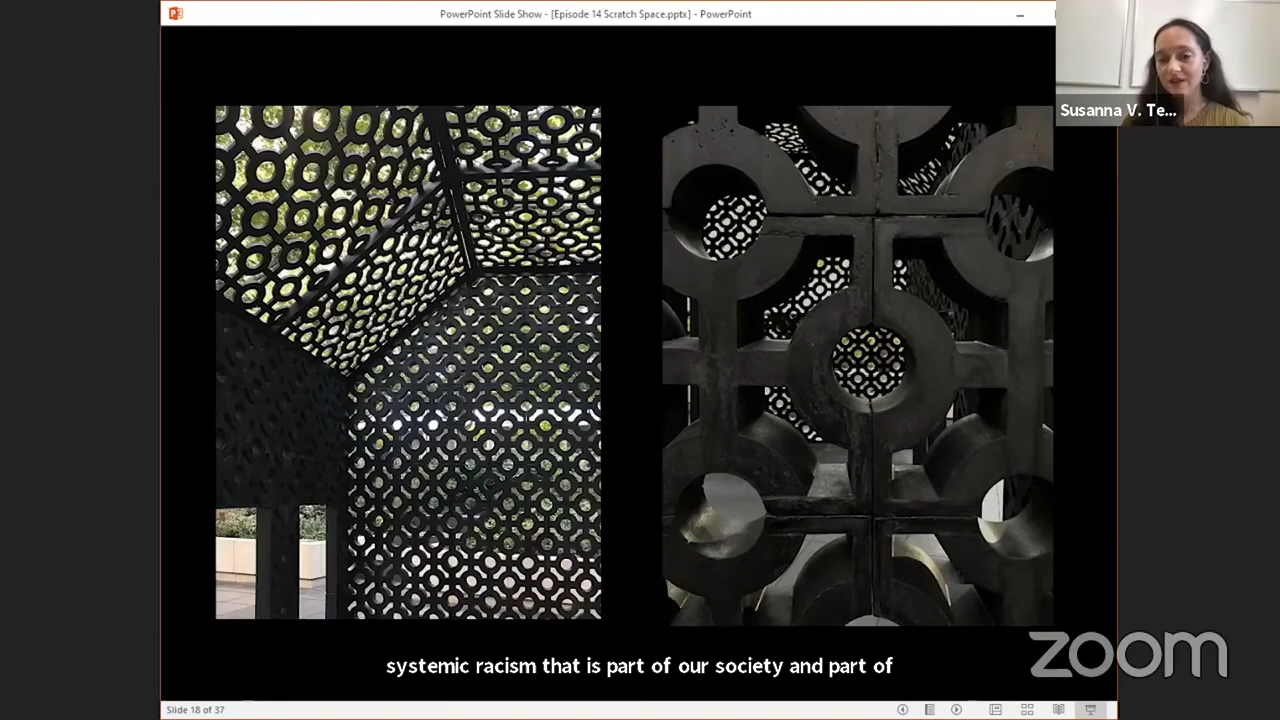 PowerPoint Slide Show - [Episode 14 Scratch Space.pptx] - PowerPoint
Susanna V. Te...
systemic racism that is part of our society and part of
zoom
Slide 18 of 37